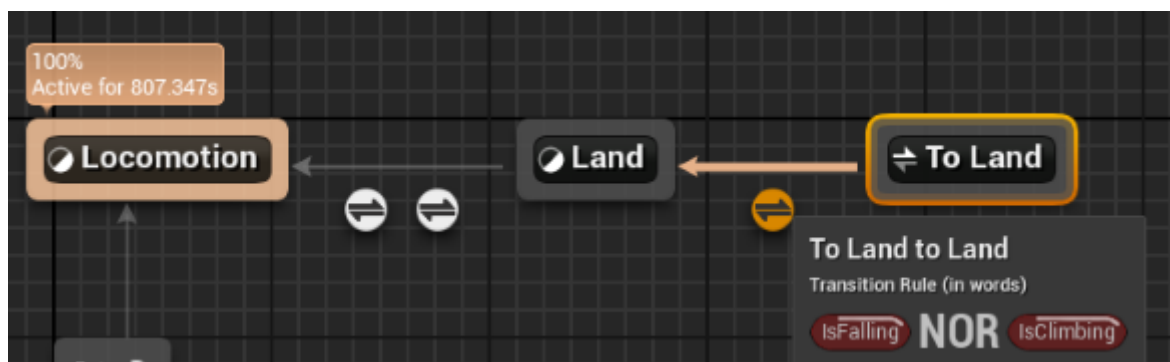 100%
Active for 807.347s
Locomotion
Land
To Land
To Land to Land
Transition Rule (in words)
IsFalling NOR IsClimbing